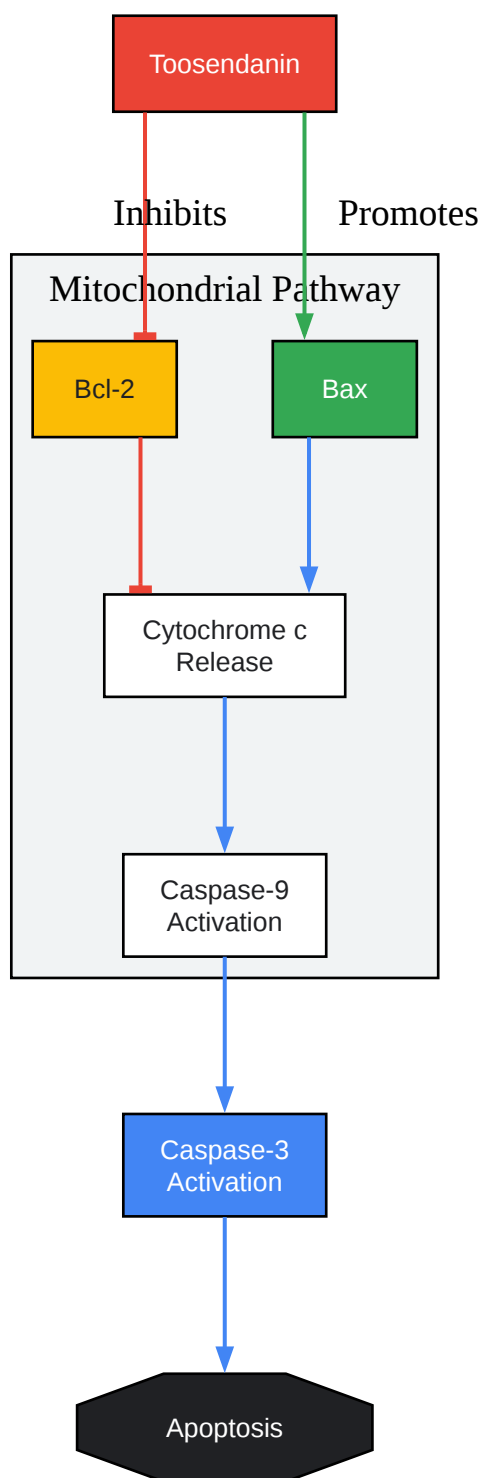 Toosendanin
Inhibits
Promotes
Mitochondrial Pathway
Bcl-2
Bax
Cytochrome c
Release
Caspase-9
Activation
Caspase-3
Activation
Apoptosis